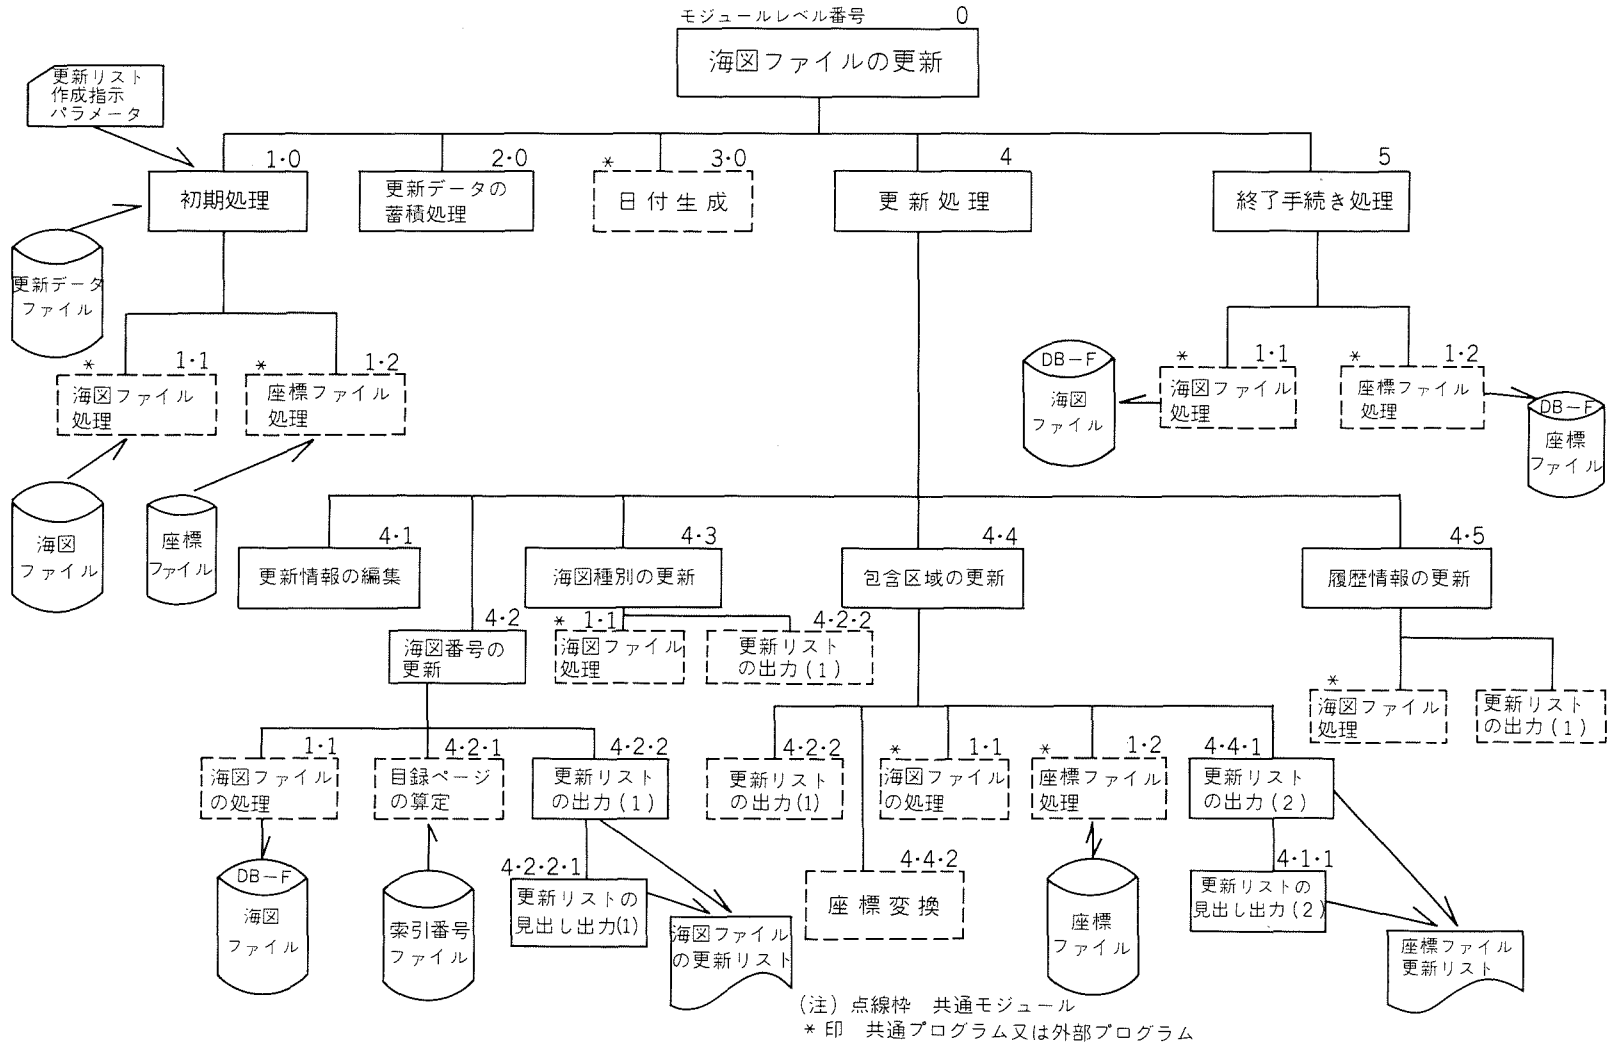 モジュールレベル番号 0
海図ファイルの更新
更新リスト
作成指示
パラメータ
1・0
初期処理
2・0
更新データの
蓄積処理
* 3・0
日付生成
4
更新処理
5
終了手続き処理
更新データ
ファイル
* 1・1
海図ファイル
処理
* 1・2
座標ファイル
処理
海図
ファイル
座標
ファイル
DB−F
海図
ファイル
* 1・1
海図ファイル
処理
* 1・2
座標ファイル
処理
DB−F
座標
ファイル
4・1
更新情報の編集
4・2
海図番号の
更新
4・3
海図種別の更新
* 1・1
海図ファイル
処理
4・2・2
更新リスト
の出力(1)
4・4
包含区域の更新
4・5
履歴情報の更新
*
海図ファイル
処理
更新リスト
の出力(1)
1・1
海図ファイル
の処理
4・2・1
目録ページ
の算定
4・2・2
更新リスト
の出力(1)
4・2・2
更新リスト
の出力(1)
* 1・1
海図ファイル
の処理
* 1・2
座標ファイル
処理
4・4・1
更新リスト
の出力(2)
DB−F
海図
ファイル
索引番号
ファイル
4・2・2・1
更新リストの
見出し出力(1)
海図ファイル
の更新リスト
4・4・2
座標変換
座標
ファイル
4・1・1
更新リストの
見出し出力(2)
座標ファイル
更新リスト
(注) 点線枠 共通モジュール
*印 共通プログラム又は外部プログラム